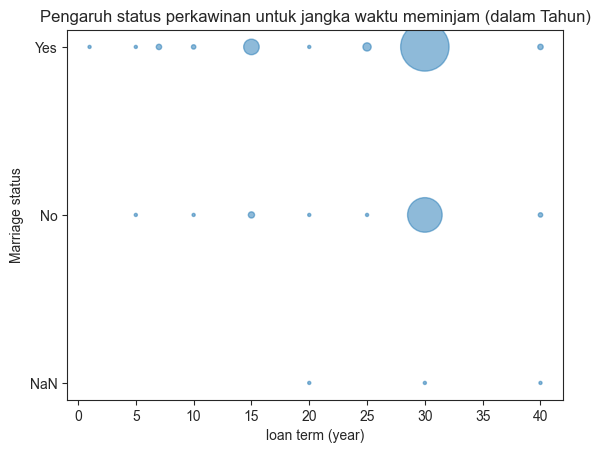 Pengaruh status perkawinan untuk jangka waktu meminjam (dalam Tahun)
Yes
No
NaN
Marriage status
0 5 10 15 20 25 30 35 40
loan term (year)